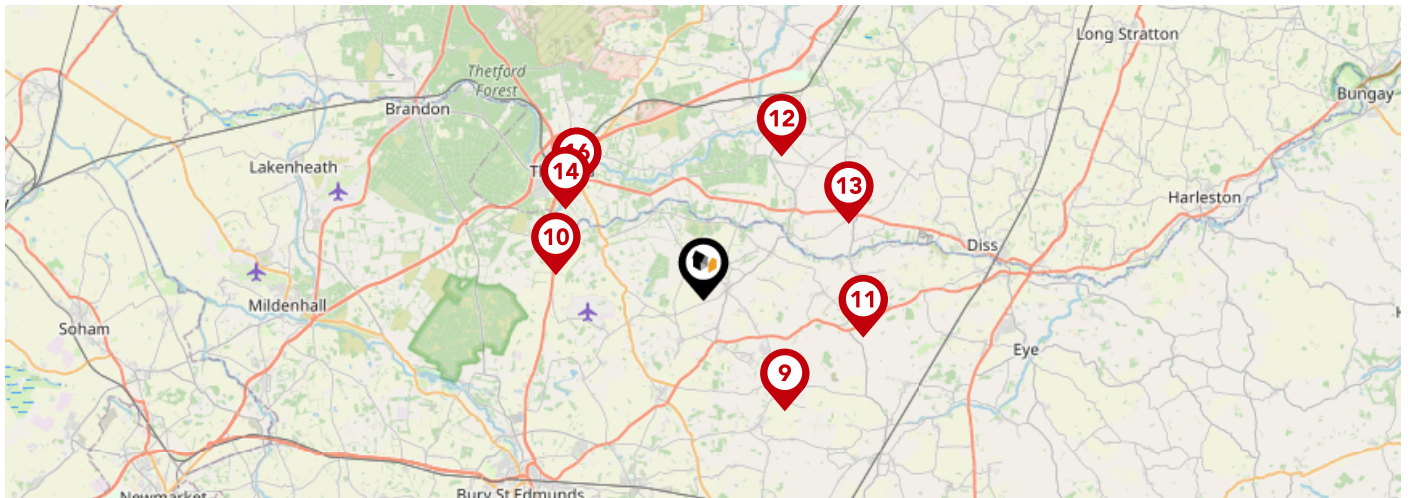 Long Stratton
Thetford
Forest
Bungay
Brandon
12
16
Lakenheath
14
13
Harleston
10
Diss
11
Mildenhall
Soham
Eye
9
Newmarket
Bury St Edmunds